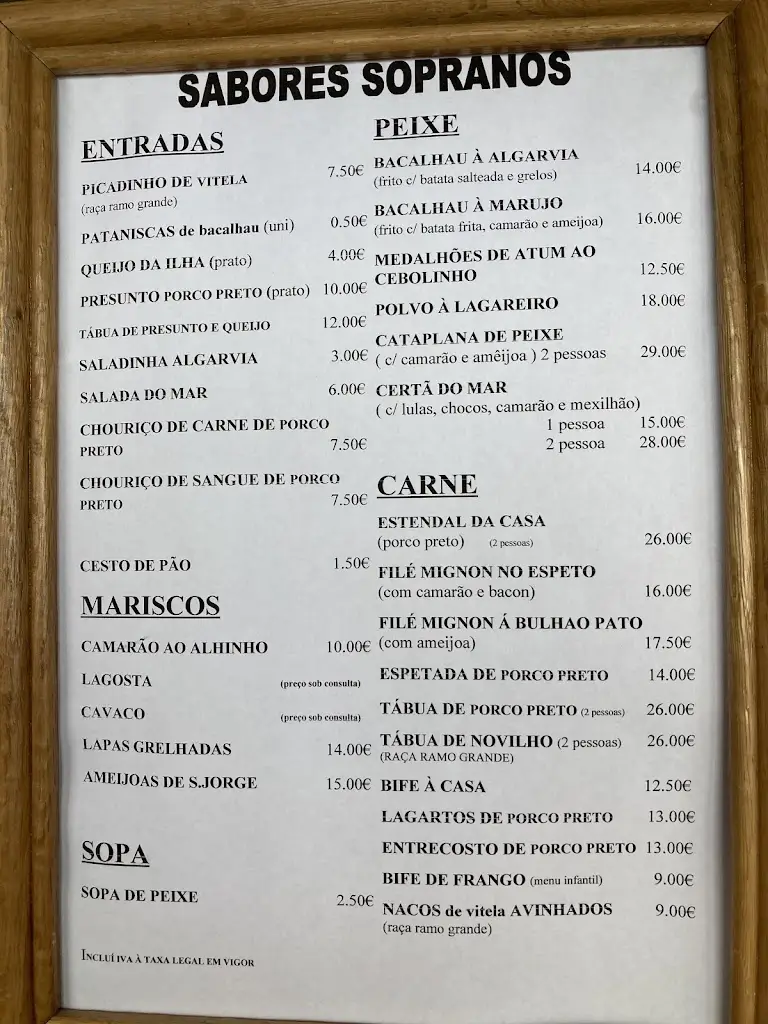 SABORES SOPRANOS
ENTRADAS
PICADINHO DE VITELA 7.50€
(raça ramo grande)
PATANISCAS de bacalhau (uni) 0.50€
QUEIJO DA ILHA (prato) 4.00€
PRESUNTO PORCO PRETO (prato) 10.00€
TÁBUA DE PRESUNTO E QUEIJO 12.00€
SALADINHA ALGARVIA 3.00€
SALADA DO MAR 6.00€
CHOURIÇO DE CARNE DE PORCO
PRETO 7.50€
CHOURIÇO DE SANGUE DE PORCO
PRETO 7.50€
CESTO DE PÃO 1.50€
MARISCOS
CAMARÃO AO ALHINHO 10.00€
LAGOSTA (preço sob consulta)
CAVACO (preço sob consulta)
LAPAS GRELHADAS 14.00€
AMEIJOAS DE S.JORGE 15.00€
SOPA
SOPA DE PEIXE 2.50€
INCLUÍ IVA À TAXA LEGAL EM VIGOR
PEIXE
BACALHAU À ALGARVIA
(frito c/ batata salteada e grelos) 14.00€
BACALHAU À MARUJO
(frito c/ batata frita, camarão e ameijoa) 16.00€
MEDALHÕES DE ATUM AO
CEBOLINHO 12.50€
POLVO À LAGAREIRO 18.00€
CATAPLANA DE PEIXE
( c/ camarão e amêijoa ) 2 pessoas 29.00€
CERTÃ DO MAR
( c/ lulas, chocos, camarão e mexilhão)
1 pessoa 15.00€
2 pessoa 28.00€
CARNE
ESTENDAL DA CASA
(porco preto) (2 pessoas) 26.00€
FILÉ MIGNON NO ESPETO
(com camarão e bacon) 16.00€
FILÉ MIGNON Á BULHAO PATO
(com ameijoa) 17.50€
ESPETADA DE PORCO PRETO 14.00€
TÁBUA DE PORCO PRETO (2 pessoas) 26.00€
TÁBUA DE NOVILHO (2 pessoas) 26.00€
(RAÇA RAMO GRANDE)
BIFE À CASA 12.50€
LAGARTOS DE PORCO PRETO 13.00€
ENTRECOSTO DE PORCO PRETO 13.00€
BIFE DE FRANGO (menu infantil) 9.00€
NACOS de vitela AVINHADOS 9.00€
(raça ramo grande)